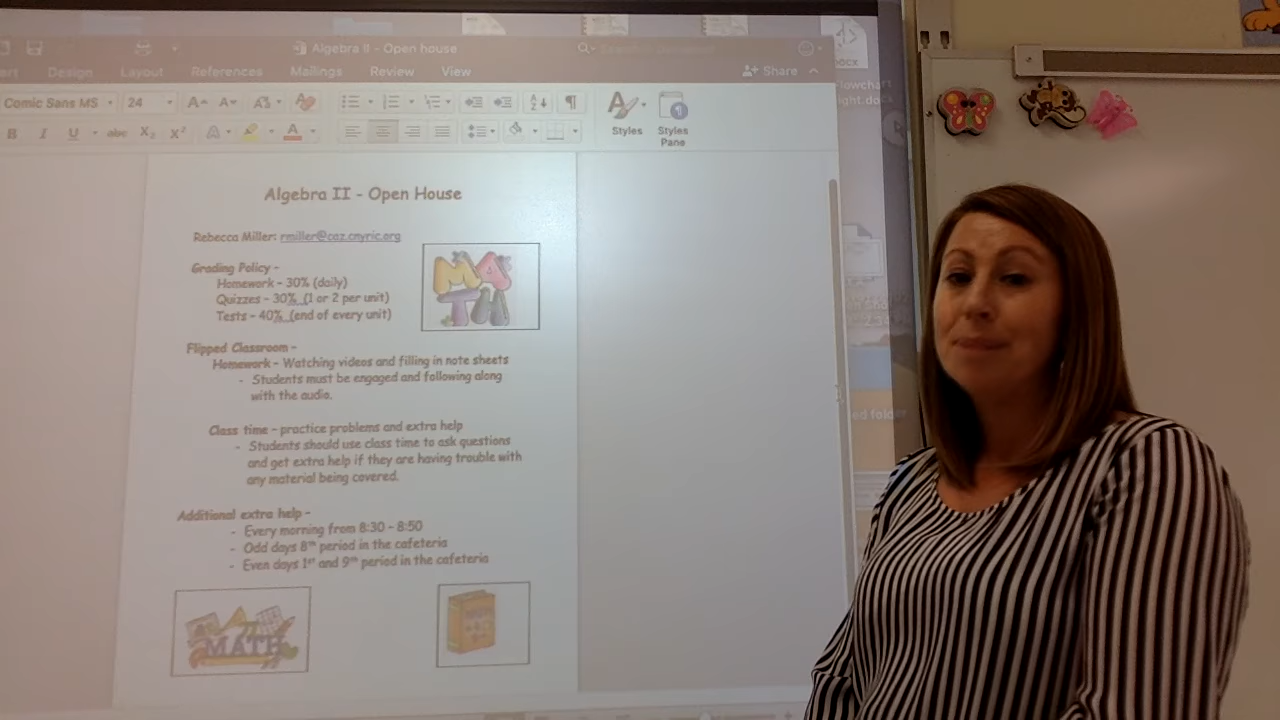 Algebra II - Open house
Design Layout References Mailings Review View
Share
Comic Sans MS 24
Styles Styles Pane
Algebra II - Open House
Rebecca Miller: rmiller@caz.cnyric.org
Grading Policy -
Homework - 30% (daily)
Quizzes - 30% (1 or 2 per unit)
Tests - 40% (end of every unit)
MATH
Flipped Classroom -
Homework - Watching videos and filling in note sheets
- Students must be engaged and following along
with the audio.
Class time - practice problems and extra help
- Students should use class time to ask questions
and get extra help if they are having trouble with
any material being covered.
Additional extra help -
- Every morning from 8:30 - 8:50
- Odd days 8th period in the cafeteria
- Even days 1st and 9th period in the cafeteria
MATH